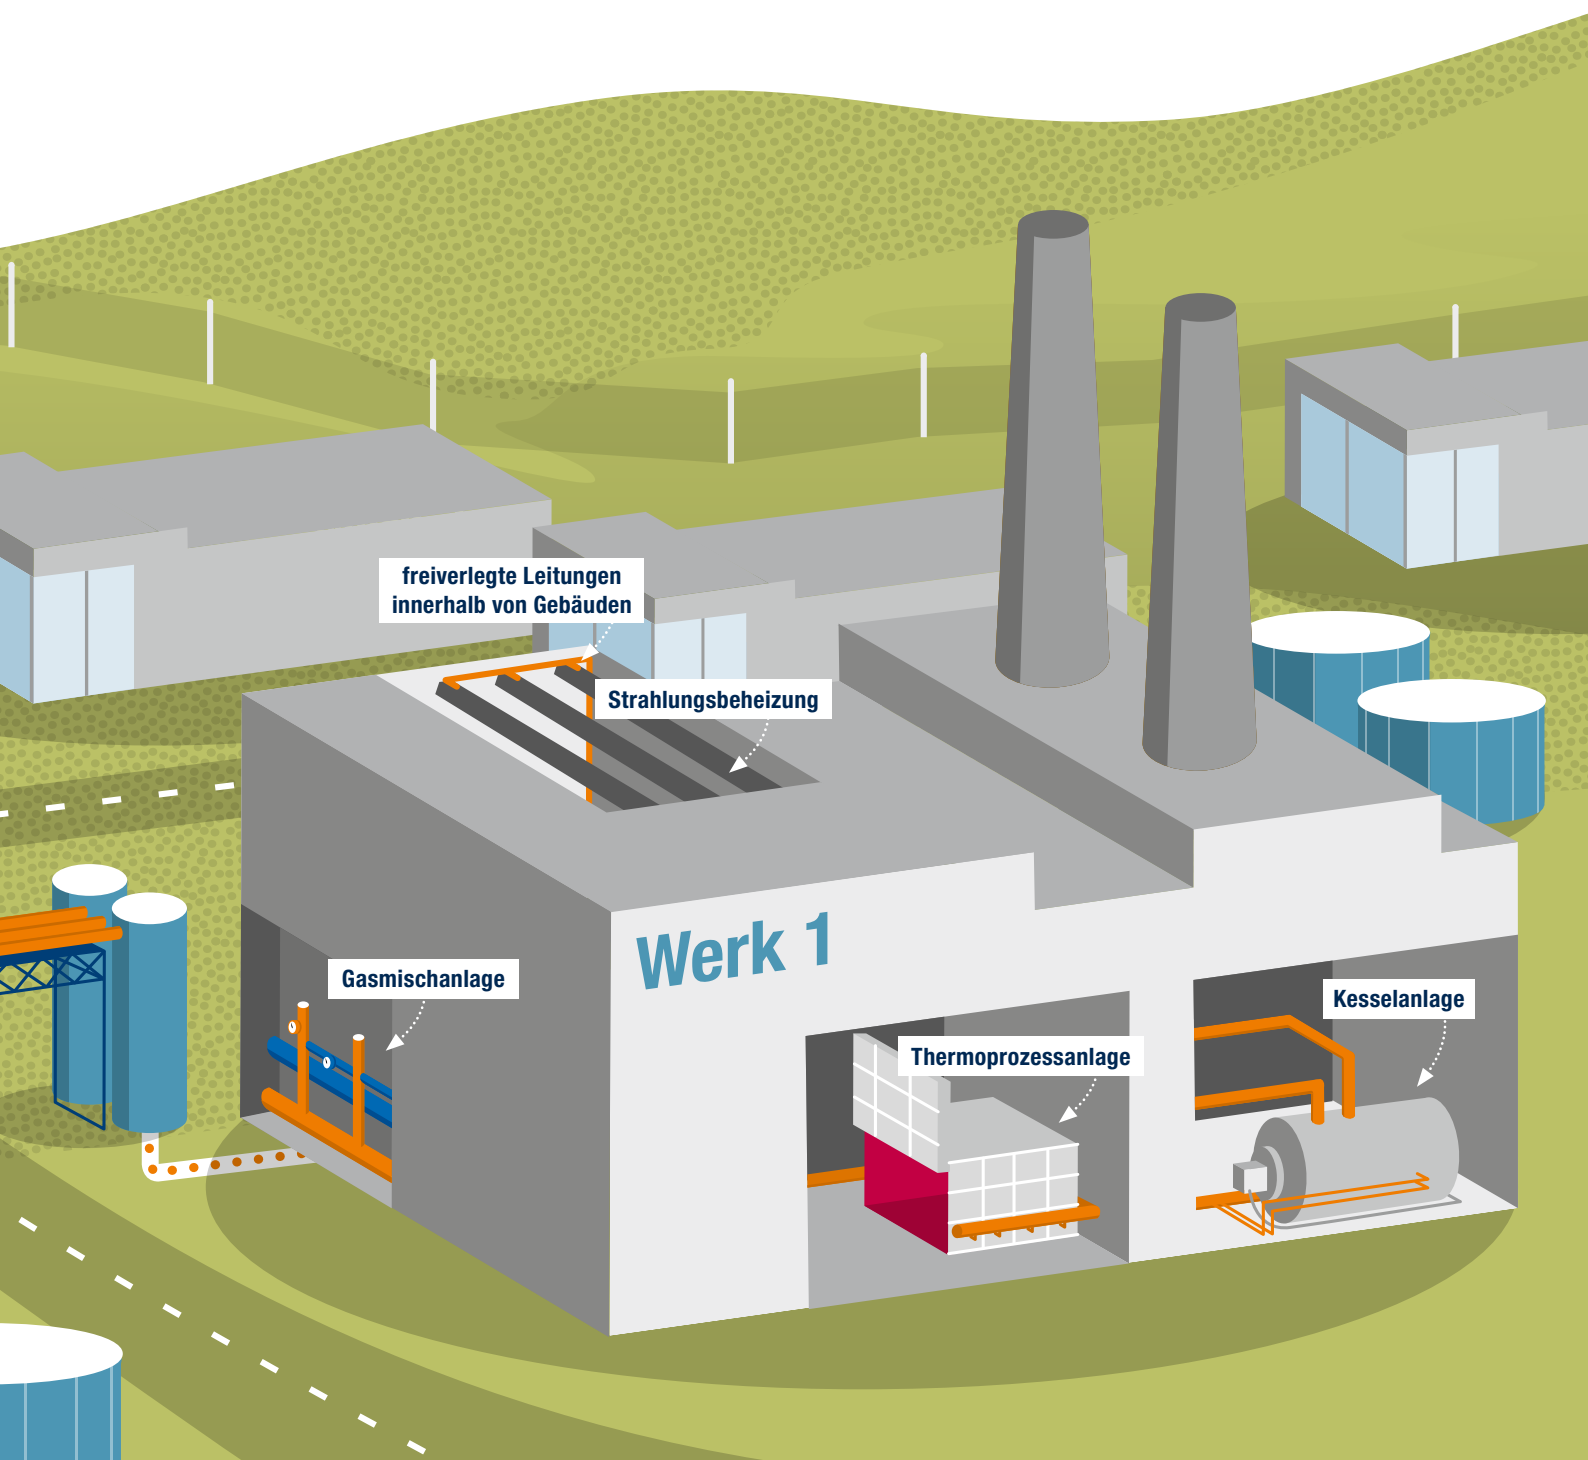 freiverlegte Leitungen
innerhalb von Gebäuden
Strahlungsbeheizung
Werk 1
Gasmischanlage
Kesselanlage
Thermoprozessanlage